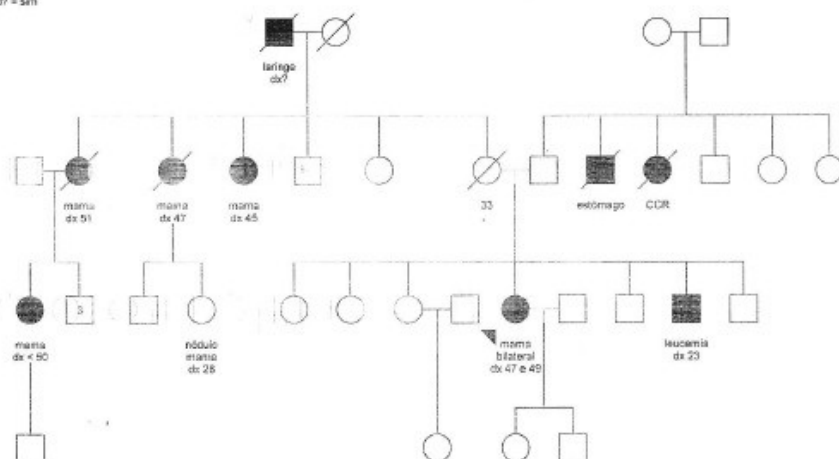 = sim
laringe
dx?
mama
dx 51
mama
dx 47
mama
dx 45
33
estômago
CCR
3
mama
dx < 50
nódulo
mama
dx 28
mama
bilateral
dx 47 e 49
leucemia
dx 23